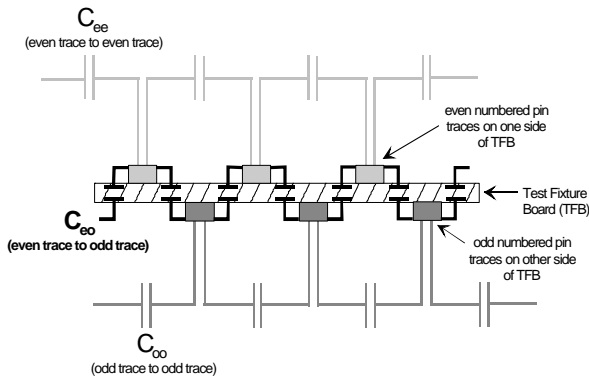 Cee
(even trace to even trace)
even numbered pin
traces on one side
of TFB
Test Fixture
Board (TFB)
Ceo
(even trace to odd trace)
odd numbered pin
traces on other side
of TFB
Coo
(odd trace to odd trace)